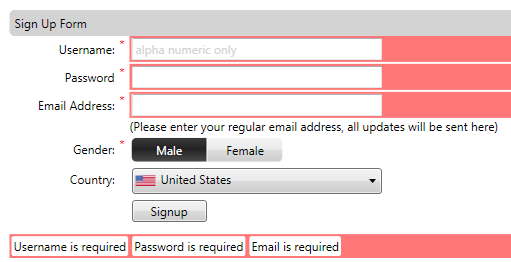 Sign Up Form
Username: * alpha numeric only
Password *
Email Address: *
(Please enter your regular email address, all updates will be sent here)
Gender: * Male Female
Country: United States
Signup
Username is required Password is required Email is required